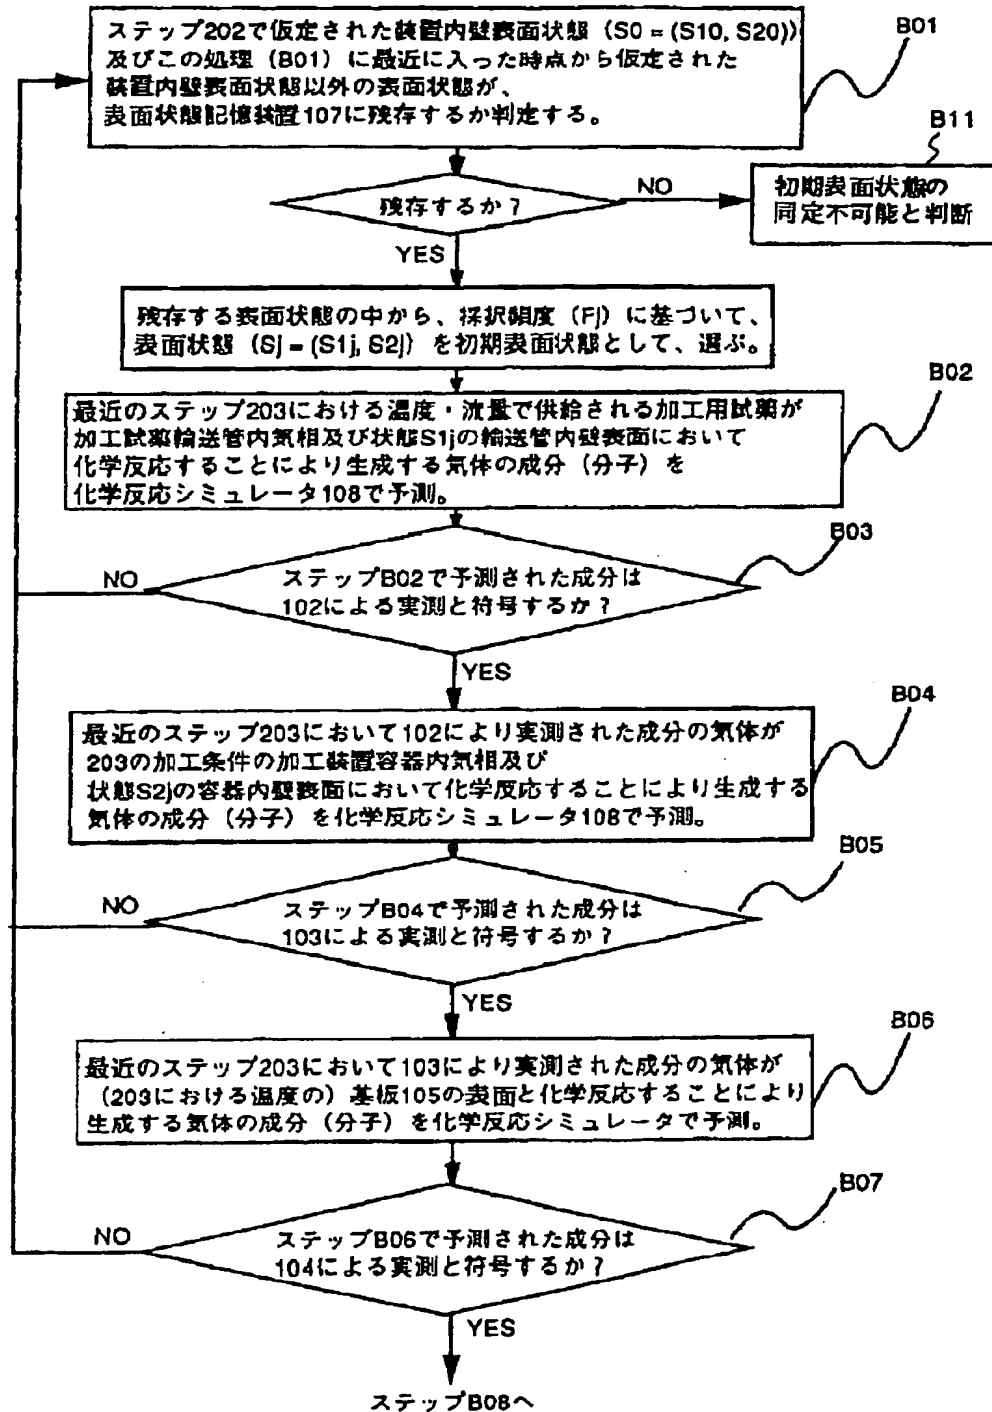 ステップ202で仮定された装置内壁表面状態（S0＝(S10, S20)）
及びこの処理（B01）に最近に入った時点から仮定された
装置内壁表面状態以外の表面状態が、
表面状態記憶装置107に残存するか判定する。
B01
残存するか？
NO
B11
初期表面状態の
同定不可能と判断
YES
残存する表面状態の中から、採択頻度（Fj）に基づいて、
表面状態（Sj＝(S1j, S2j）を初期表面状態として、選ぶ。
B02
最近のステップ203における温度・流量で供給される加工用試薬が
加工試薬輸送管内気相及び状態S1jの輸送管内壁表面において
化学反応することにより生成する気体の成分（分子）を
化学反応シミュレータ108で予測。
B03
NO
ステップB02で予測された成分は
102による実測と符号するか？
YES
B04
最近のステップ203において102により実測された成分の気体が
203の加工条件の加工装置容器内気相及び
状態S2jの容器内壁表面において化学反応することにより生成する
気体の成分（分子）を化学反応シミュレータ108で予測。
B05
NO
ステップB04で予測された成分は
103による実測と符号するか？
YES
B06
最近のステップ203において103により実測された成分の気体が
（203における温度の）基板105の表面と化学反応することにより
生成する気体の成分（分子）を化学反応シミュレータで予測。
B07
NO
ステップB06で予測された成分は
104による実測と符号するか？
YES
ステップB08へ